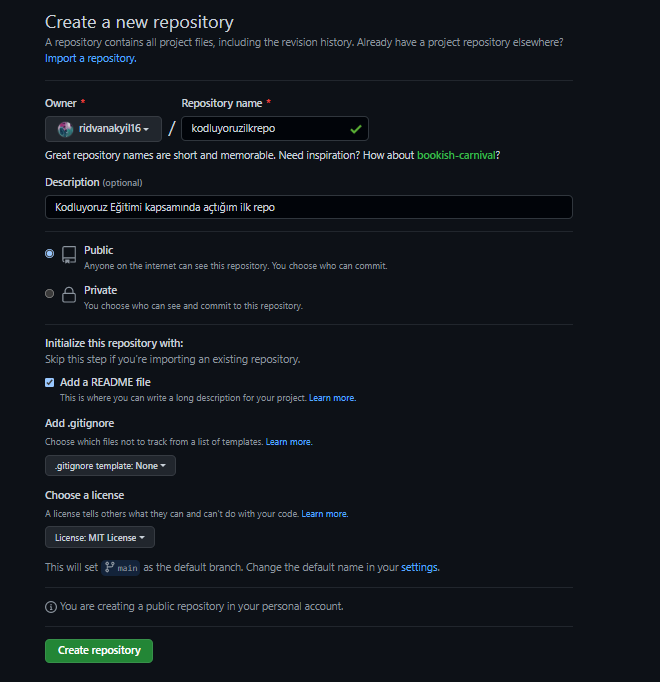 Create a new repository
A repository contains all project files, including the revision history. Already have a project repository elsewhere?
Import a repository.
Owner *
Repository name *
ridvanakyil16
/
kodluyoruzilkrepo
Great repository names are short and memorable. Need inspiration? How about bookish-carnival?
Description (optional)
Kodluyoruz Eğitimi kapsamında açtığım ilk repo
Public
Anyone on the internet can see this repository. You choose who can commit.
Private
You choose who can see and commit to this repository.
Initialize this repository with:
Skip this step if you're importing an existing repository.
Add a README file
This is where you can write a long description for your project. Learn more.
Add .gitignore
Choose which files not to track from a list of templates. Learn more.
.gitignore template: None
Choose a license
A license tells others what they can and can't do with your code. Learn more.
License: MIT License
This will set main as the default branch. Change the default name in your settings.
You are creating a public repository in your personal account.
Create repository